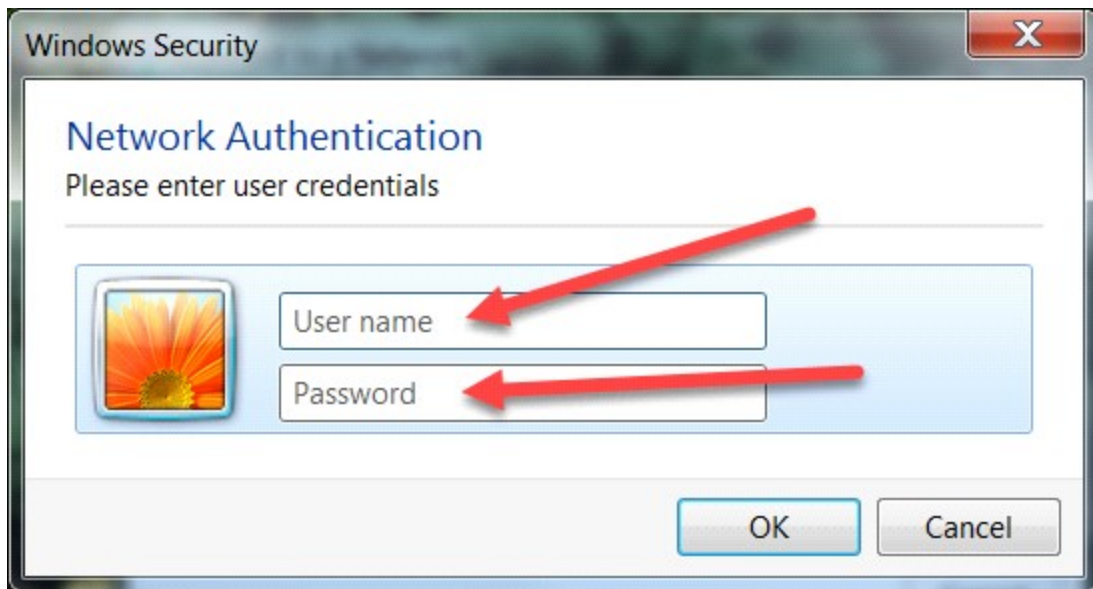 Windows Security
Network Authentication
Please enter user credentials
User name
Password
OK Cancel